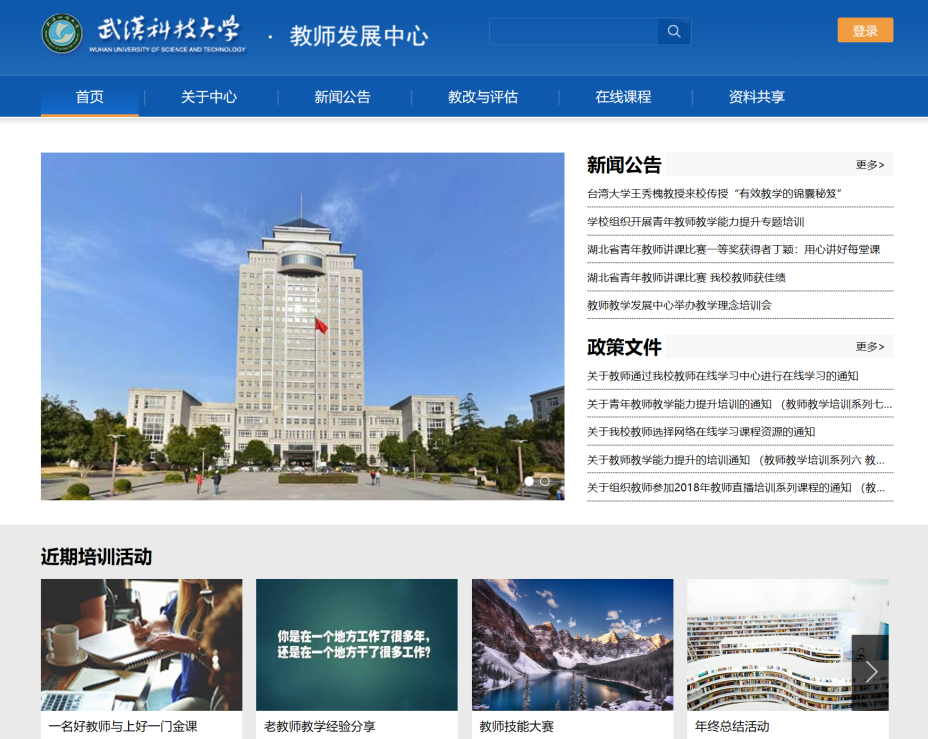 武汉科技大学
WUHAN UNIVERSITY OF SCIENCE AND TECHNOLOGY
· 教师发展中心
登录
首页
关于中心
新闻公告
教改与评估
在线课程
资料共享
新闻公告
更多>
台湾大学王秀槐教授来校传授“有效教学的锦囊秘笈”
学校组织开展青年教师教学能力提升专题培训
湖北省青年教师讲课比赛一等奖获得者丁颖：用心讲好每堂课
湖北省青年教师讲课比赛 我校教师获佳绩
教师教学发展中心举办教学理念培训会
政策文件
更多>
关于教师通过我校教师在线学习中心进行在线学习的通知
关于青年教师教学能力提升培训的通知 （教师教学培训系列七...
关于我校教师选择网络在线学习课程资源的通知
关于教师教学能力提升的培训通知 （教师教学培训系列六 教...
关于组织教师参加2018年教师直播培训系列课程的通知 （教...
近期培训活动
你是在一个地方工作了很多年，
还是在一个地方干了很多工作?
一名好教师与上好一门金课
老教师教学经验分享
教师技能大赛
年终总结活动